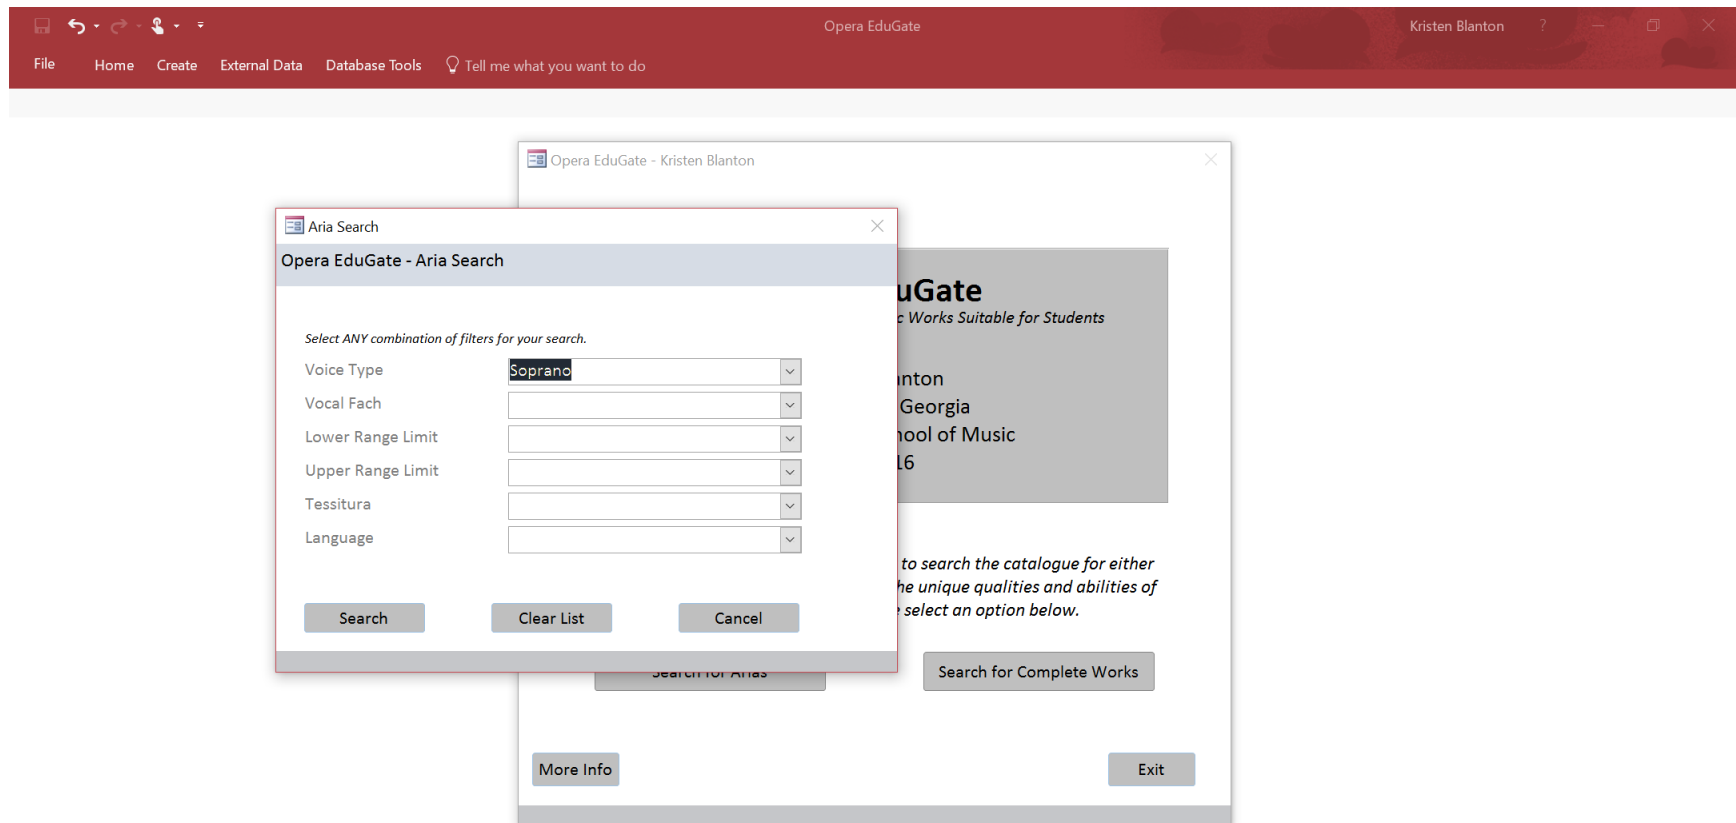 Opera EduGate
Kristen Blanton
?
File Home Create External Data Database Tools Tell me what you want to do
Opera EduGate - Kristen Blanton
Aria Search
Opera EduGate - Aria Search
Select ANY combination of filters for your search.
Voice Type Soprano
Vocal Fach
Lower Range Limit
Upper Range Limit
Tessitura
Language
Search Clear List Cancel
uGate
c Works Suitable for Students
nton
Georgia
ool of Music
16
to search the catalogue for either
he unique qualities and abilities of
select an option below.
Search for Arias Search for Complete Works
More Info Exit